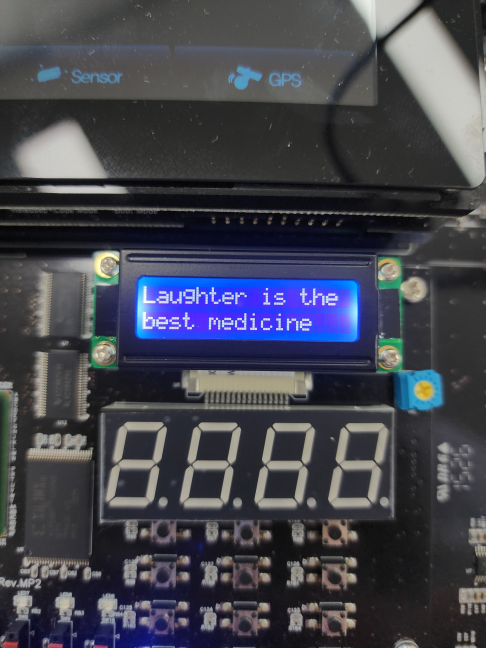 Sensor
GPS
Laughter is the
best medicine
Rev.MP2